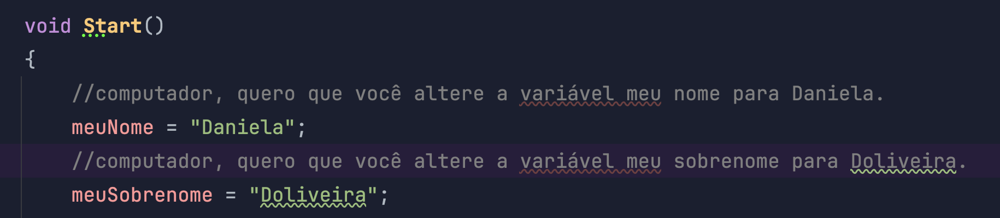 void Start()
{
//computador, quero que você altere a variável meu nome para Daniela.
meuNome = "Daniela";
//computador, quero que você altere a variável meu sobrenome para Doliveira.
meuSobrenome = "Doliveira";